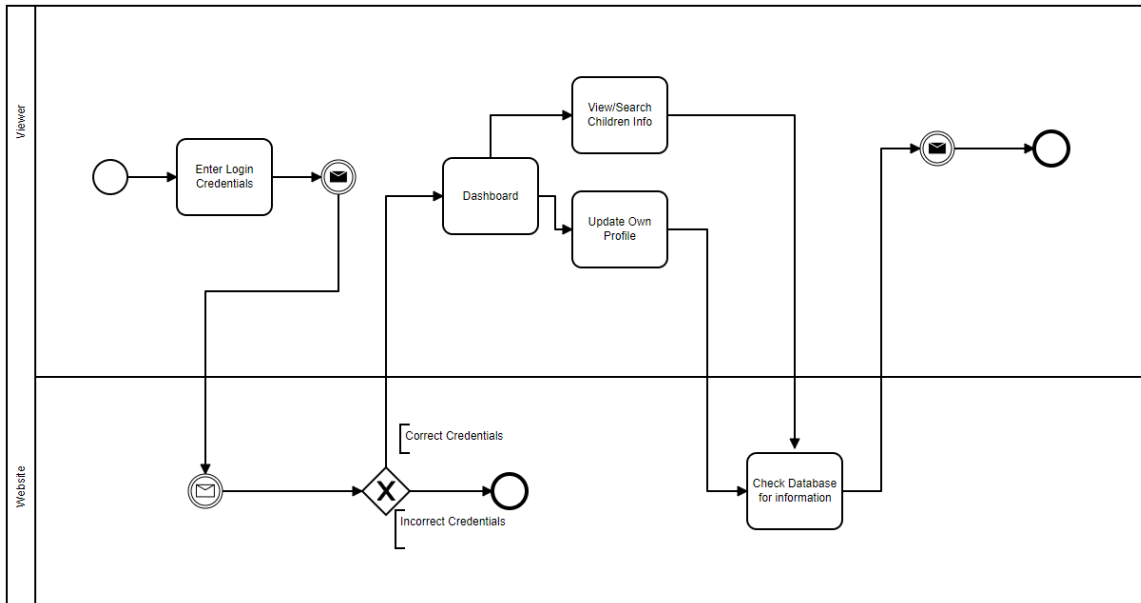 Viewer
Enter Login
Credentials
Dashboard
View/Search
Children Info
Update Own
Profile
Website
Correct Credentials
Incorrect Credentials
Check Database
for information